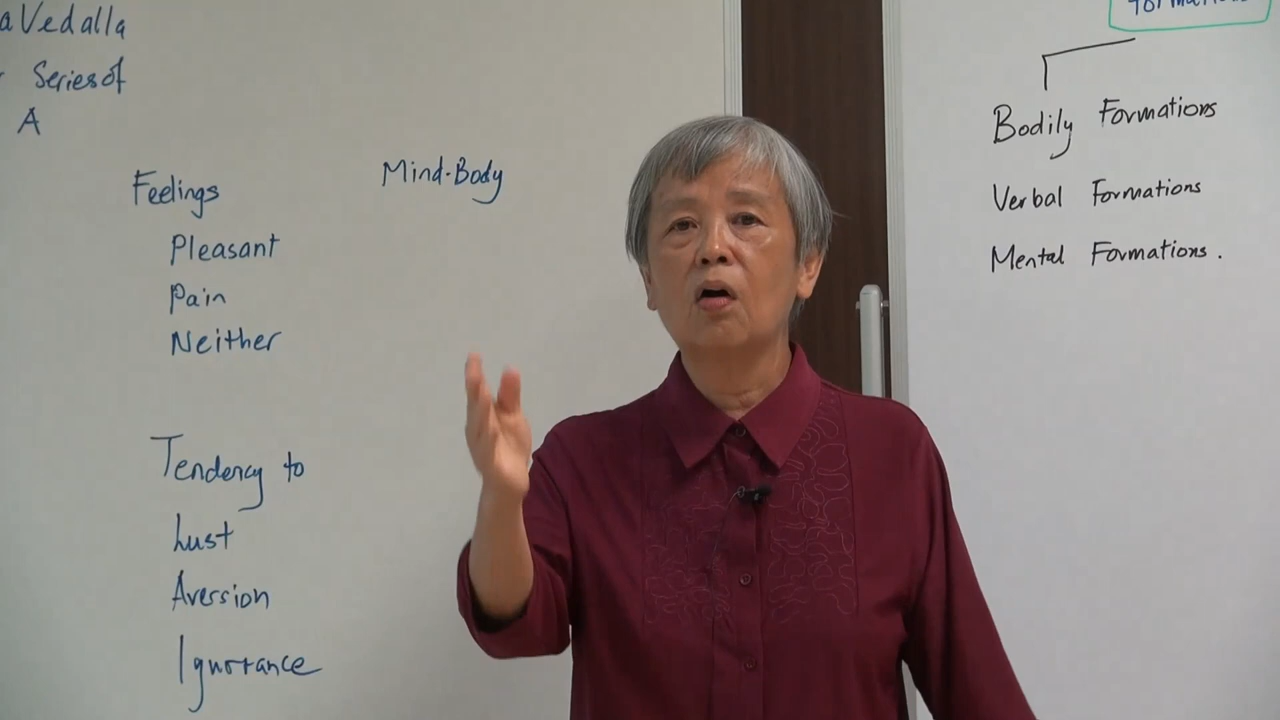 aVedalla
Series of
A
Feelings
Pleasant
Pain
Neither
Tendency to
Lust
Aversion
Ignorance
Mind-Body
Formations
Bodily Formations
Verbal Formations
Mental Formations.